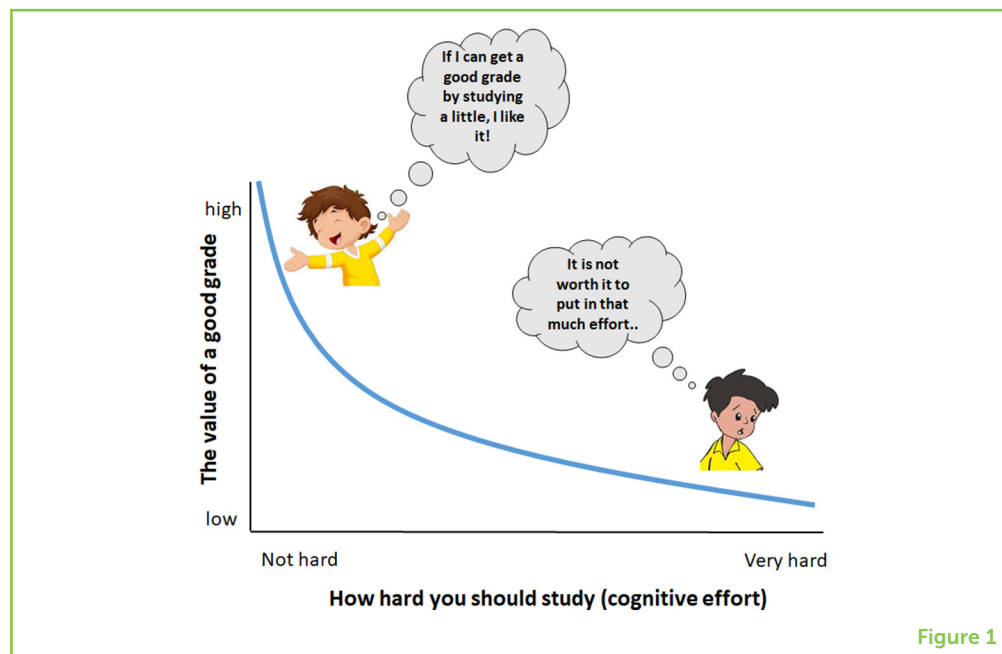 If I can get a
good grade
by studying
a little, I like
it!
high
The value of a good grade
It is not
worth it to
put in that
much effort..
low
Not hard
Very hard
How hard you should study (cognitive effort)
Figure 1